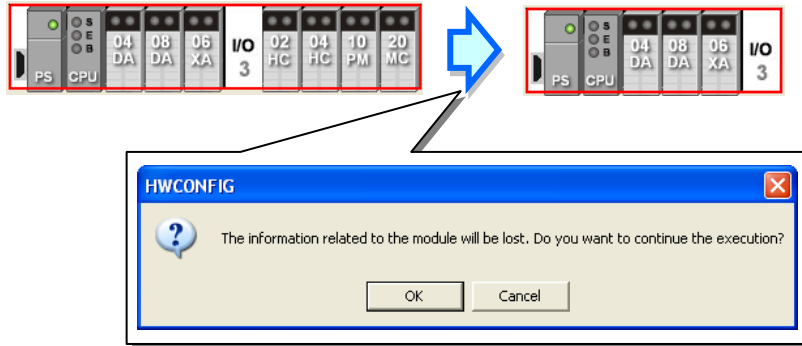 PS
S
E
B
CPU
04
DA
08
DA
06
XA
I/O
3
02
HC
04
HC
10
PM
20
MC
PS
S
E
B
CPU
04
DA
08
DA
06
XA
I/O
3
HWCONFIG
The information related to the module will be lost. Do you want to continue the execution?
OK
Cancel